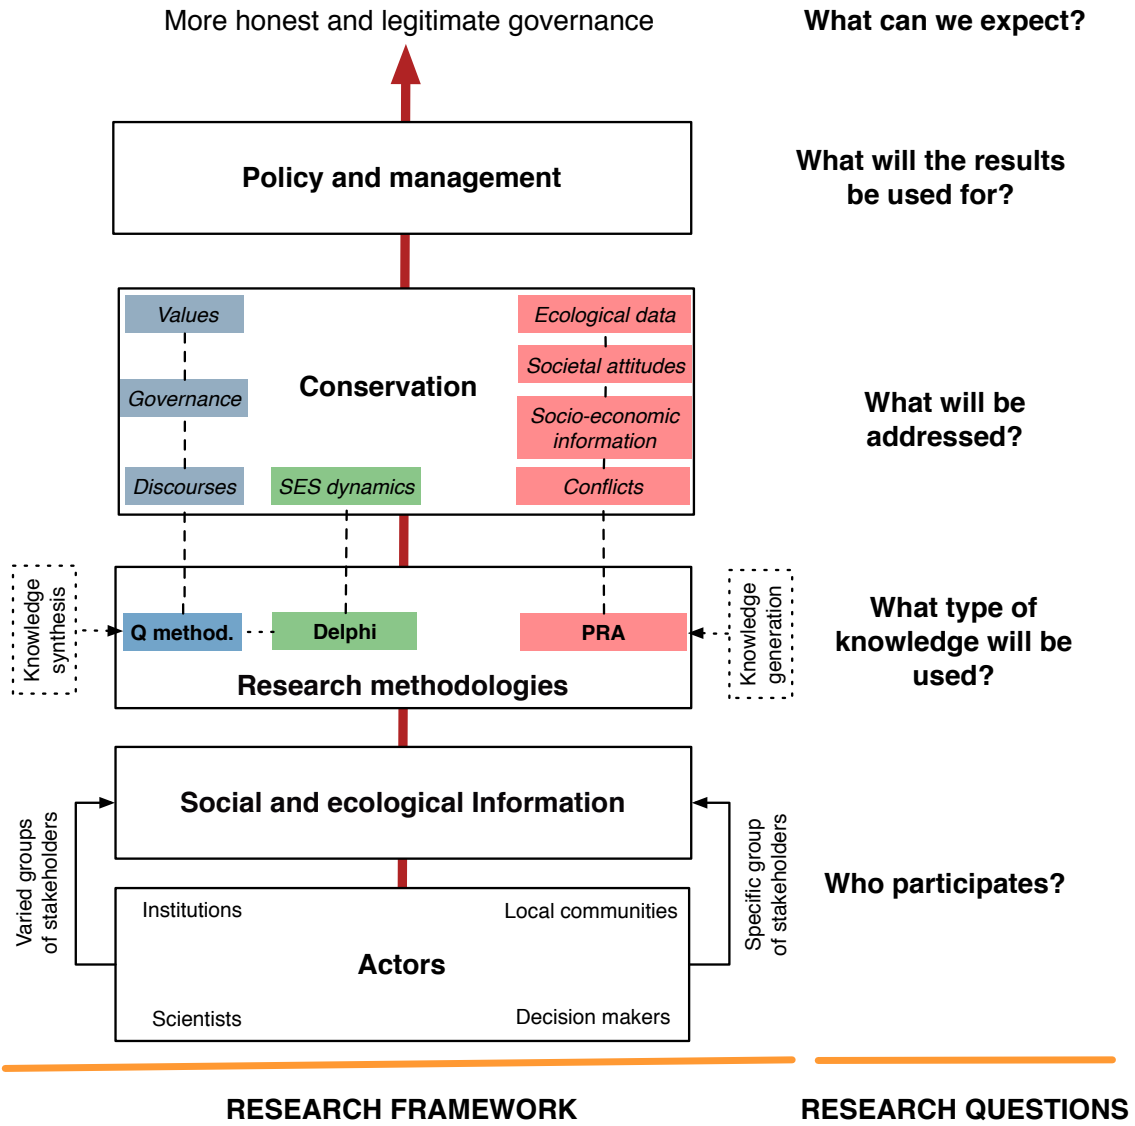 More honest and legitimate governance
What can we expect?
Policy and management
What will the results
be used for?
Values
Governance
Discourses
SES dynamics
Conservation
Ecological data
Societal attitudes
Socio-economic
information
Conflicts
What will be
addressed?
Knowledge
synthesis
Q method.
Delphi
PRA
Research methodologies
Knowledge
generation
What type of
knowledge will be
used?
Social and ecological Information
Varied groups
of stakeholders
Specific group
of stakeholders
Who participates?
Institutions
Local communities
Actors
Scientists
Decision makers
RESEARCH FRAMEWORK
RESEARCH QUESTIONS